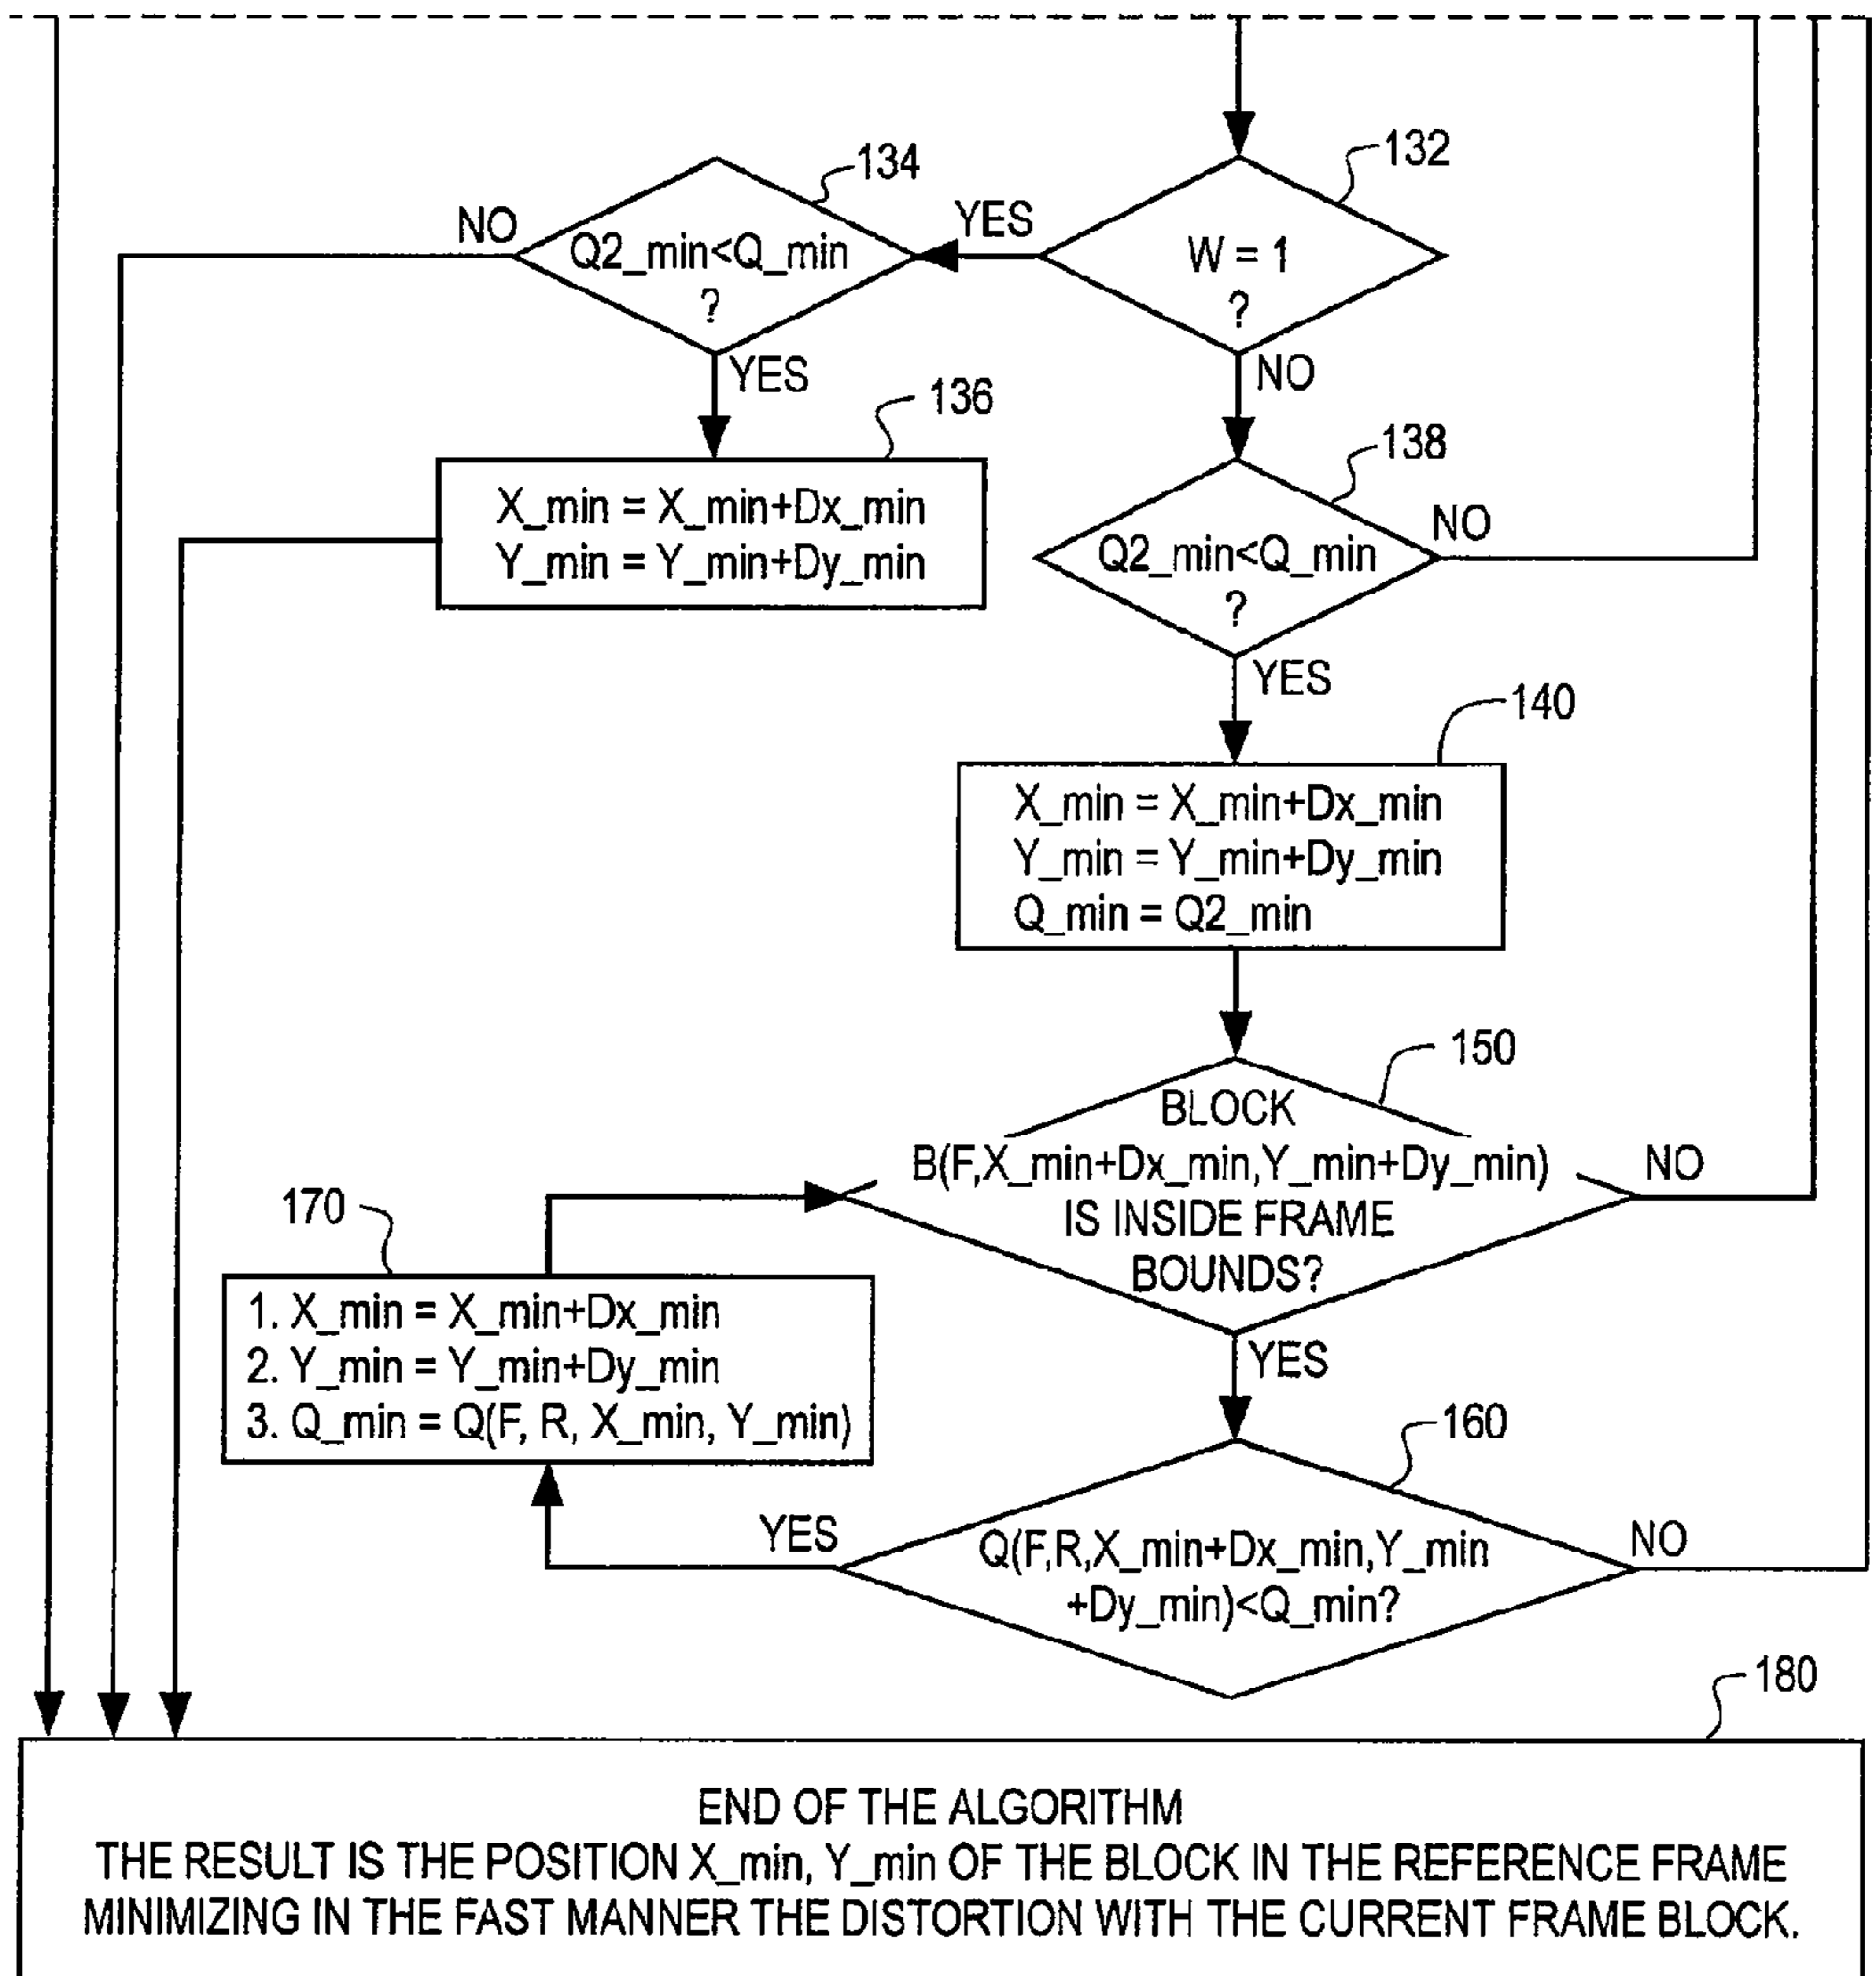 134
132
NO
Q2_min<Q_min
?
YES
W = 1
?
YES
NO
136
138
X_min = X_min+Dx_min
Y_min = Y_min+Dy_min
Q2_min<Q_min
?
NO
YES
140
X_min = X_min+Dx_min
Y_min = Y_min+Dy_min
Q_min = Q2_min
150
BLOCK
B(F,X_min+Dx_min,Y_min+Dy_min)
IS INSIDE FRAME
BOUNDS?
NO
170
1. X_min = X_min+Dx_min
2. Y_min = Y_min+Dy_min
3. Q_min = Q(F, R, X_min, Y_min)
YES
160
YES
Q(F,R,X_min+Dx_min,Y_min
+Dy_min)<Q_min?
NO
180
END OF THE ALGORITHM
THE RESULT IS THE POSITION X_min, Y_min OF THE BLOCK IN THE REFERENCE FRAME
MINIMIZING IN THE FAST MANNER THE DISTORTION WITH THE CURRENT FRAME BLOCK.